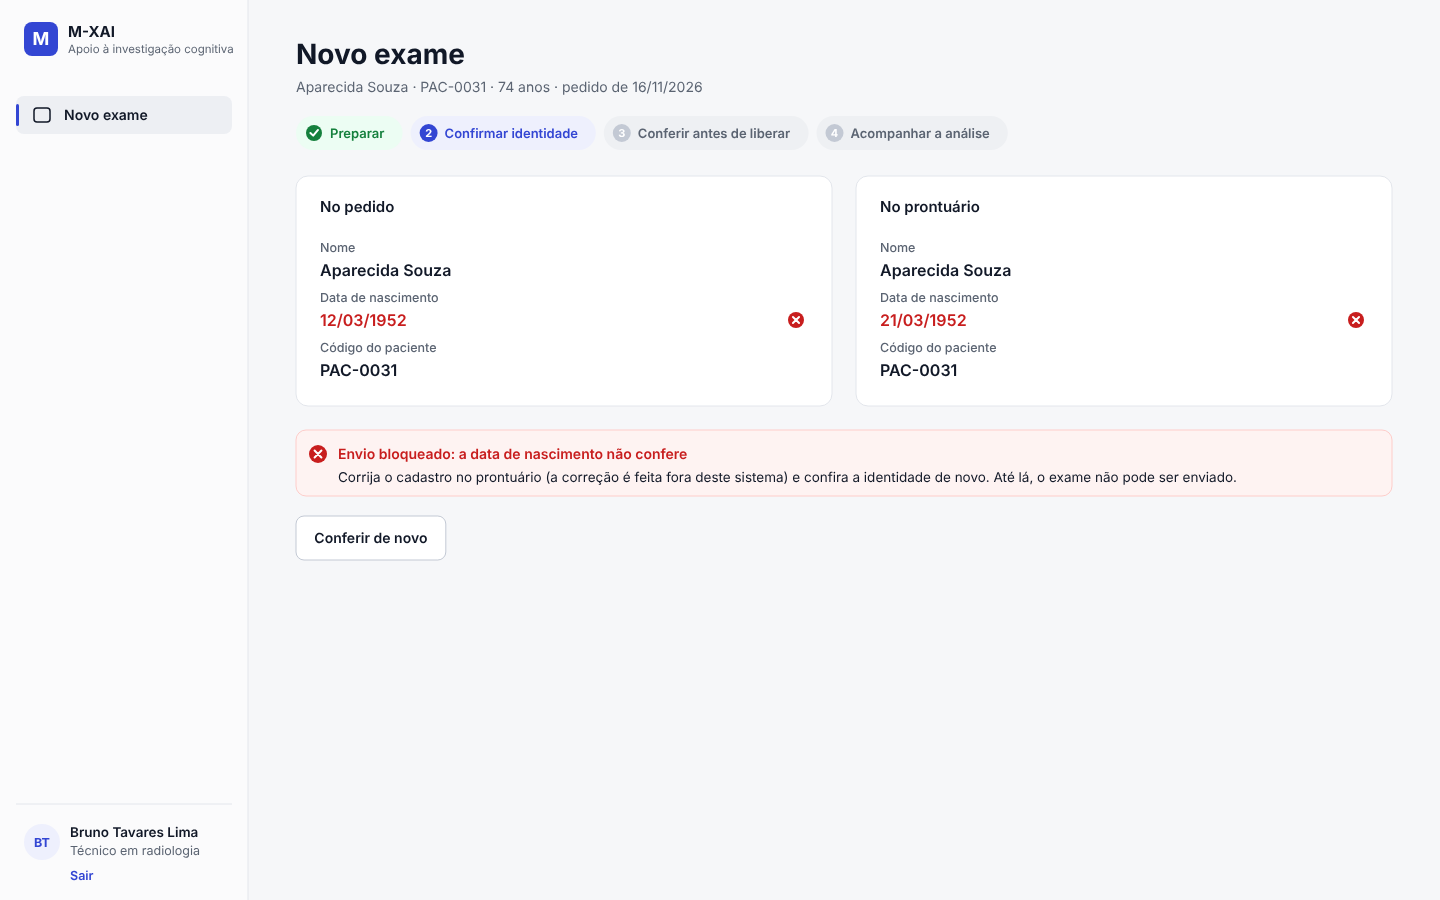 M
M-XAI
Apoio à investigação cognitiva
Novo exame
Novo exame
Aparecida Souza · PAC-0031 · 74 anos · pedido de 16/11/2026
Preparar
2 Confirmar identidade
3 Conferir antes de liberar
4 Acompanhar a análise
No pedido
Nome
Aparecida Souza
Data de nascimento
12/03/1952
Código do paciente
PAC-0031
No prontuário
Nome
Aparecida Souza
Data de nascimento
21/03/1952
Código do paciente
PAC-0031
Envio bloqueado: a data de nascimento não confere
Corrija o cadastro no prontuário (a correção é feita fora deste sistema) e confira a identidade de novo. Até lá, o exame não pode ser enviado.
Conferir de novo
BT
Bruno Tavares Lima
Técnico em radiologia
Sair